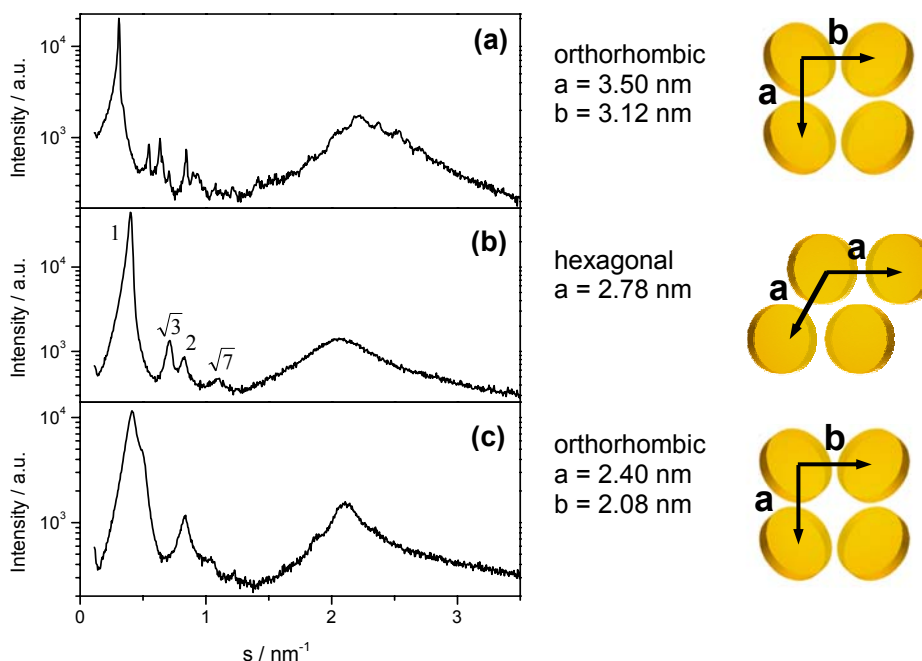 Intensity / a.u.
10⁴
10³
(a)
orthorhombic
a = 3.50 nm
b = 3.12 nm
b
a
Intensity / a.u.
10⁴
10³
1
√3
2
√7
(b)
hexagonal
a = 2.78 nm
a
a
Intensity / a.u.
10⁴
10³
(c)
orthorhombic
a = 2.40 nm
b = 2.08 nm
b
a
0 1 2 3
s / nm⁻¹